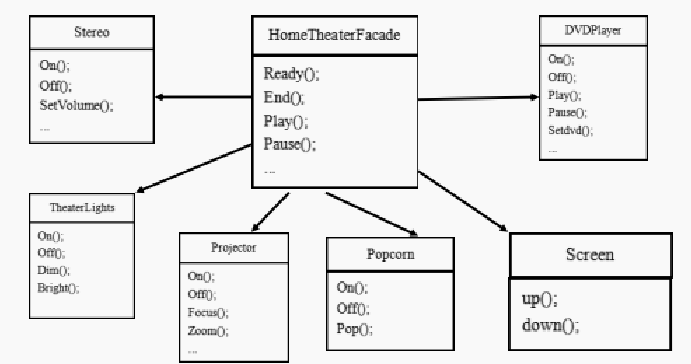 Stereo
On();
Off();
SetVolume();
...
HomeTheaterFacade
Ready();
End();
Play();
Pause();
...
DVDPlayer
On();
Off();
Play();
Pause();
Setdvd();
...
TheaterLights
On();
Off();
Dim();
Bright();
Projector
On();
Off();
Focus();
Zoom();
...
Popcorn
On();
Off();
Pop();
Screen
up();
down();